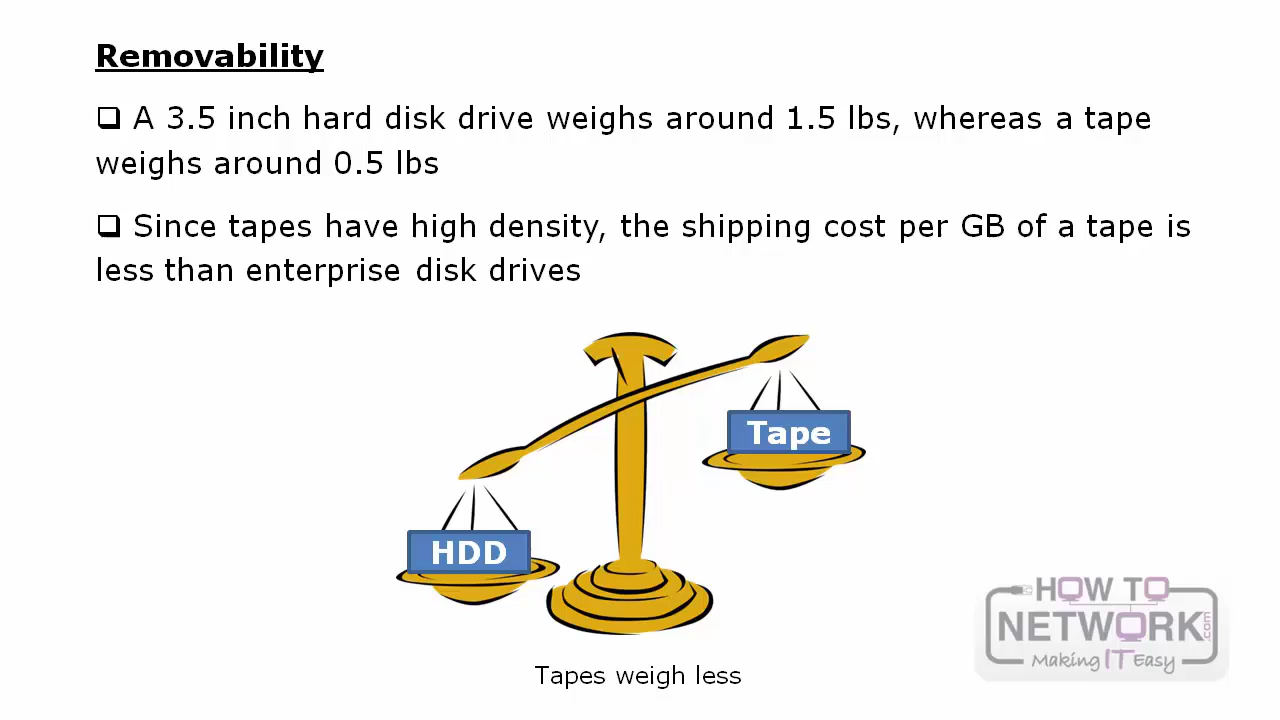 Removability
❑ A 3.5 inch hard disk drive weighs around 1.5 lbs, whereas a tape
weighs around 0.5 lbs
❑ Since tapes have high density, the shipping cost per GB of a tape is
less than enterprise disk drives
Tape
HDD
HOW TO
NETWORK.com
Making IT Easy
Tapes weigh less